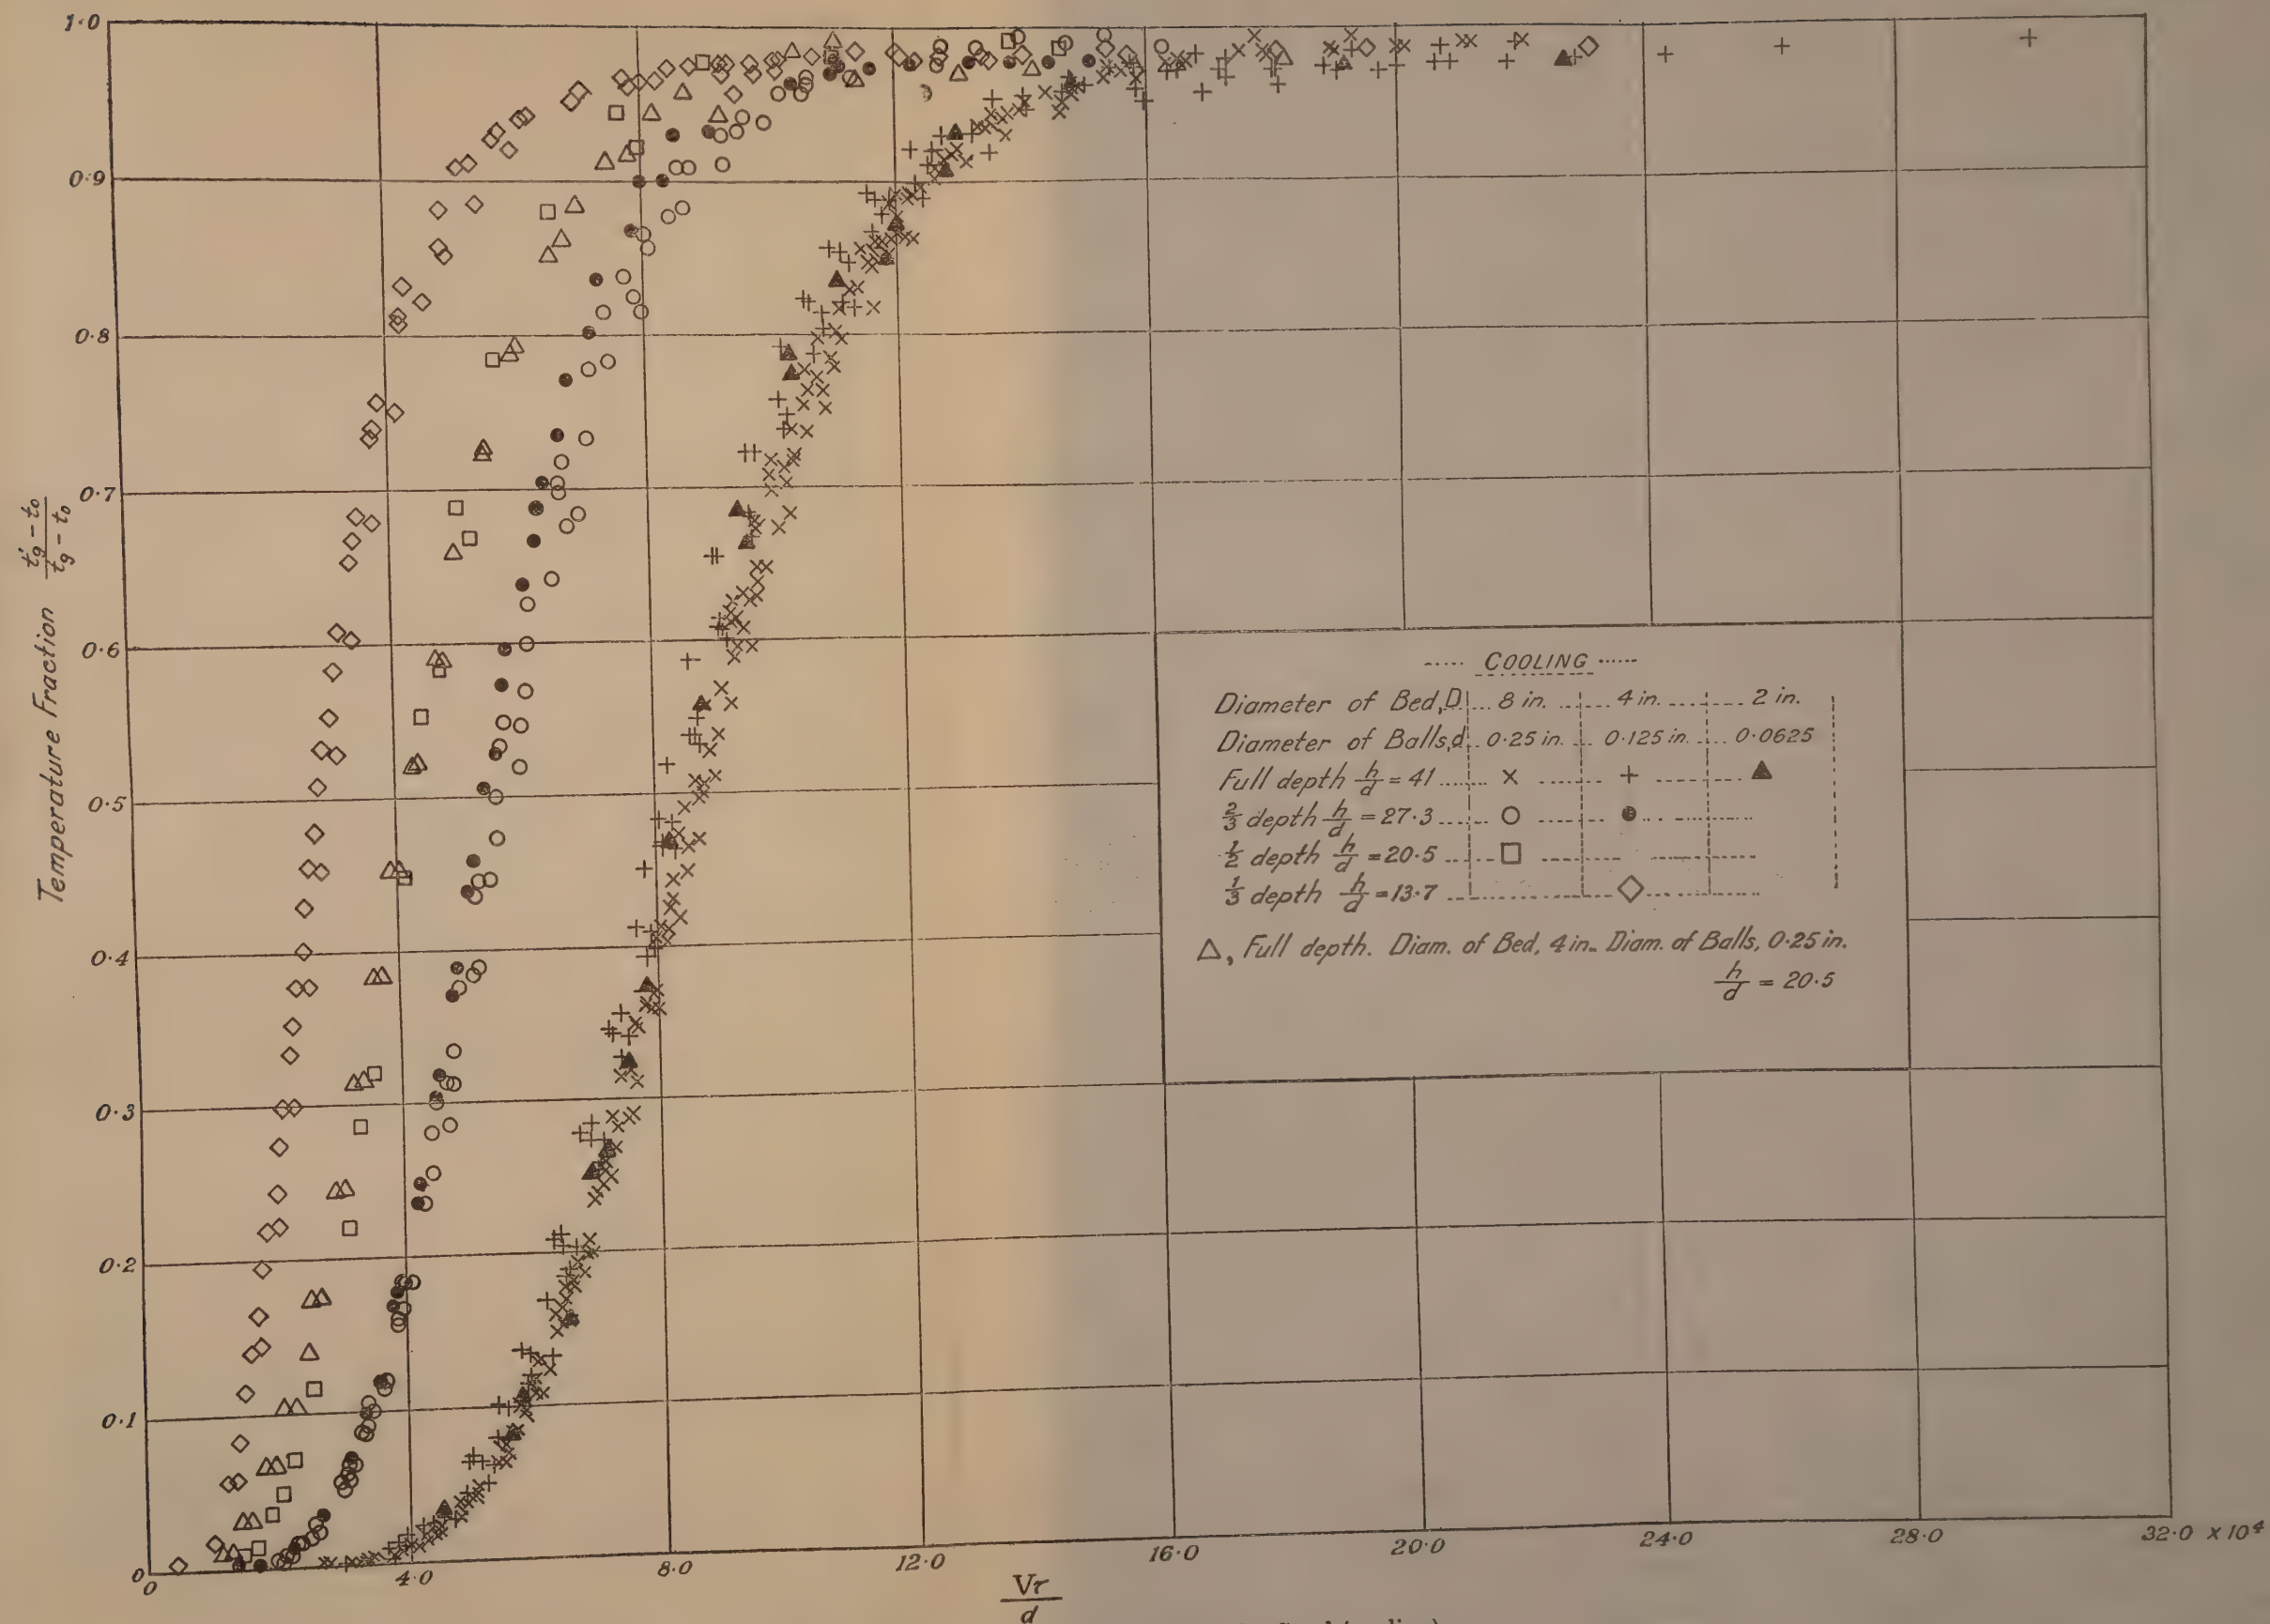 1·0
0·9
0·8
0·7
0·6
0·5
0·4
0·3
0·2
0·1
0
Temperature Fraction t'g - t0 / tg - t0
..... COOLING ......
Diameter of Bed, D ... 8 in. ..... 4 in. ......... 2 in.
Diameter of Balls, d .. 0·25 in. ... 0·125 in. .... 0·0625
Full depth h/d = 41 ...... × ....... + ......... ▲
2/3 depth h/d = 27·3 ...... ○ ....... ● .............
1/2 depth h/d = 20·5 ...... □ ....... .............
1/3 depth h/d = 13·7 .................. ◇ .............
△, Full depth. Diam. of Bed, 4 in. Diam. of Balls, 0·25 in.
h/d = 20·5
0 4·0 8·0 12·0 16·0 20·0 24·0 28·0 32·0 × 10⁴
Vτ/d